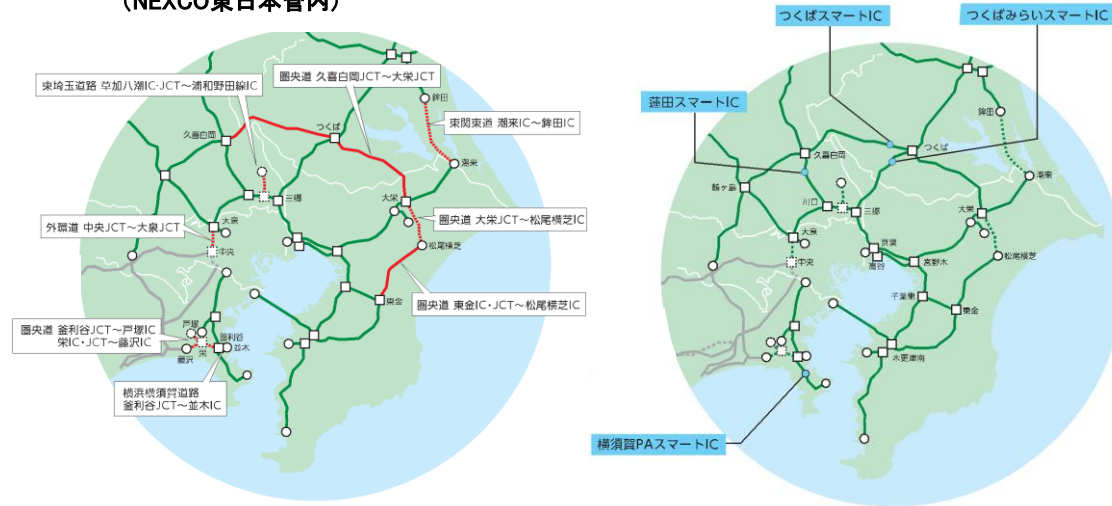 (NEXCO東日本管内)
東埼玉道路 草加八潮IC・JCT～浦和野田線IC
圏央道 久喜白岡JCT～大栄JCT
鉾田
東関東道 潮来IC～鉾田IC
久喜白岡
つくば
潮来
三郷
大栄
圏央道 大栄JCT～松尾横芝IC
大泉
外環道 中央JCT～大泉JCT
中央
松尾横芝
東金
圏央道 東金IC・JCT～松尾横芝IC
圏央道 釜利谷JCT～戸塚IC
栄IC・JCT～藤沢IC
戸塚
釜利谷
並木
栄
藤沢
横浜横須賀道路
釜利谷JCT～並木IC
つくばスマートIC
つくばみらいスマートIC
蓮田スマートIC
鉾田
つくば
久喜白岡
鶴ヶ島
潮来
川口
三郷
大栄
大泉
京葉
高谷
宮野木
中央
松尾横芝
千葉東
東金
木更津南
横須賀PAスマートIC